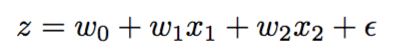 z = w₀ + w₁x₁ + w₂x₂ + ϵ